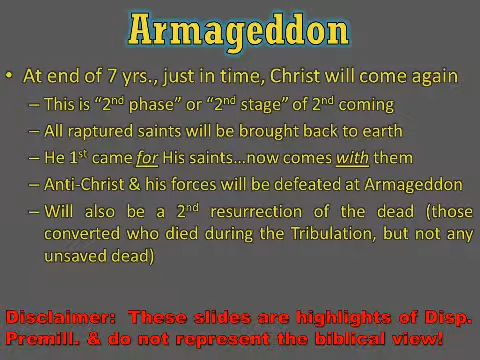 Armageddon
• At end of 7 yrs., just in time, Christ will come again
– This is “2nd phase” or “2nd stage” of 2nd coming
– All raptured saints will be brought back to earth
– He 1st came for His saints...now comes with them
– Anti-Christ & his forces will be defeated at Armageddon
– Will also be a 2nd resurrection of the dead (those
converted who died during the Tribulation, but not any
unsaved dead)
Disclaimer: These slides are highlights of Disp.
Premill. & do not represent the biblical view!